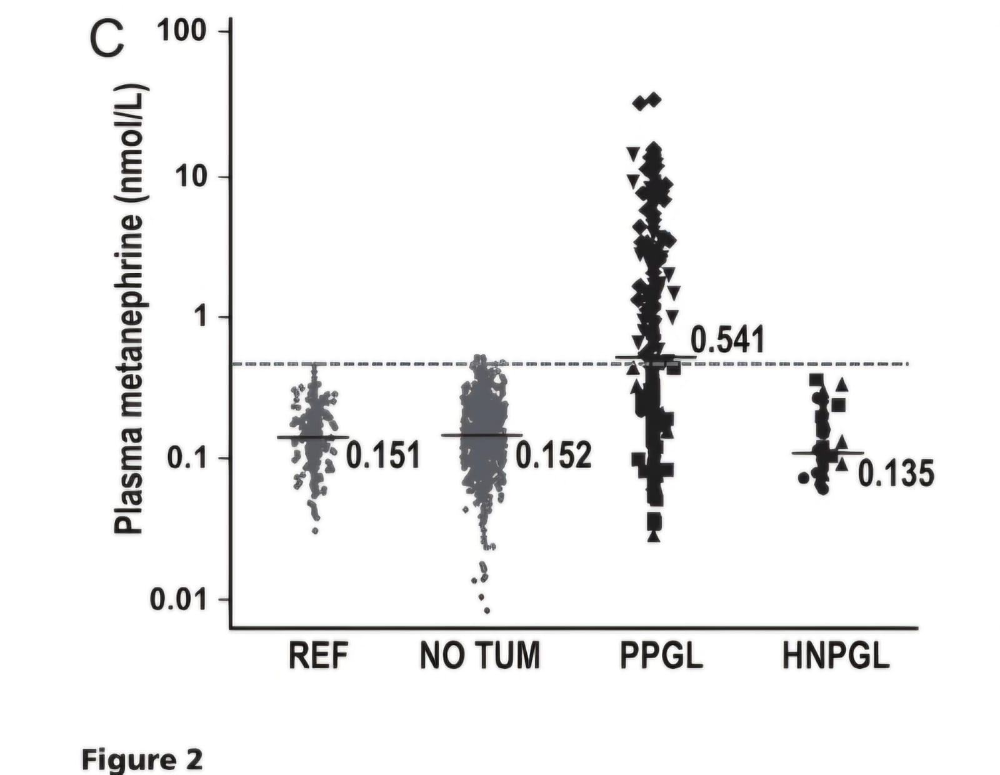 C
100
10
1
0.1
0.01
Plasma metanephrine (nmol/L)
0.151
0.152
0.541
0.135
REF
NO TUM
PPGL
HNPGL
Figure 2